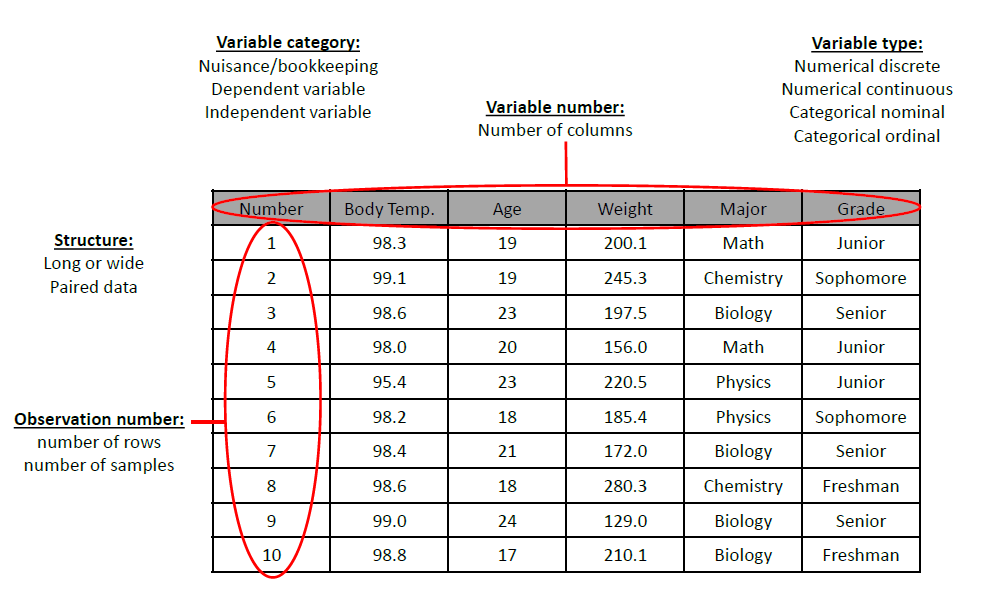 Variable category:
Nuisance/bookkeeping
Dependent variable
Independent variable
Variable number:
Number of columns
Variable type:
Numerical discrete
Numerical continuous
Categorical nominal
Categorical ordinal
Structure:
Long or wide
Paired data
Observation number:
number of rows
number of samples
Number Body Temp. Age Weight Major Grade
1 98.3 19 200.1 Math Junior
2 99.1 19 245.3 Chemistry Sophomore
3 98.6 23 197.5 Biology Senior
4 98.0 20 156.0 Math Junior
5 95.4 23 220.5 Physics Junior
6 98.2 18 185.4 Physics Sophomore
7 98.4 21 172.0 Biology Senior
8 98.6 18 280.3 Chemistry Freshman
9 99.0 24 129.0 Biology Senior
10 98.8 17 210.1 Biology Freshman